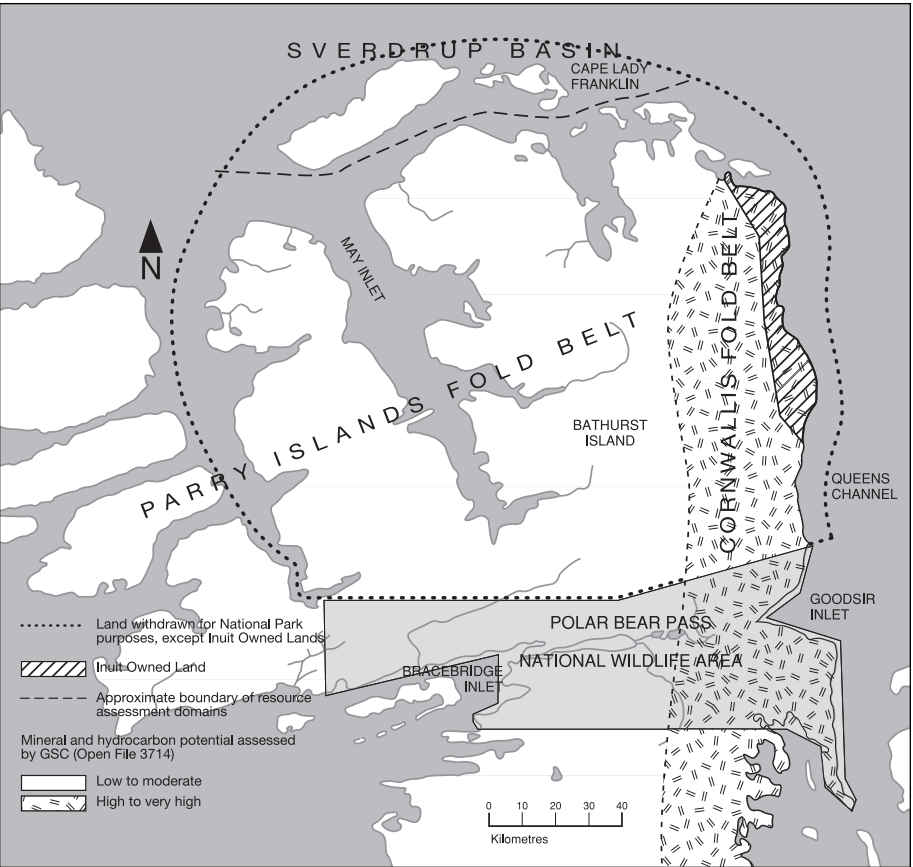 SVERDRUP BASIN
CAPE LADY
FRANKLIN
N
MAY INLET
PARRY ISLANDS FOLD BELT
CORNWALLIS FOLD BELT
BATHURST
ISLAND
QUEENS
CHANNEL
GOODSIR
INLET
POLAR BEAR PASS
NATIONAL WILDLIFE AREA
BRACEBRIDGE
INLET
Land withdrawn for National Park
purposes, except Inuit Owned Lands
Inuit Owned Land
Approximate boundary of resource
assessment domains
Mineral and hydrocarbon potential assessed
by GSC (Open File 3714)
Low to moderate
High to very high
0 10 20 30 40
Kilometres